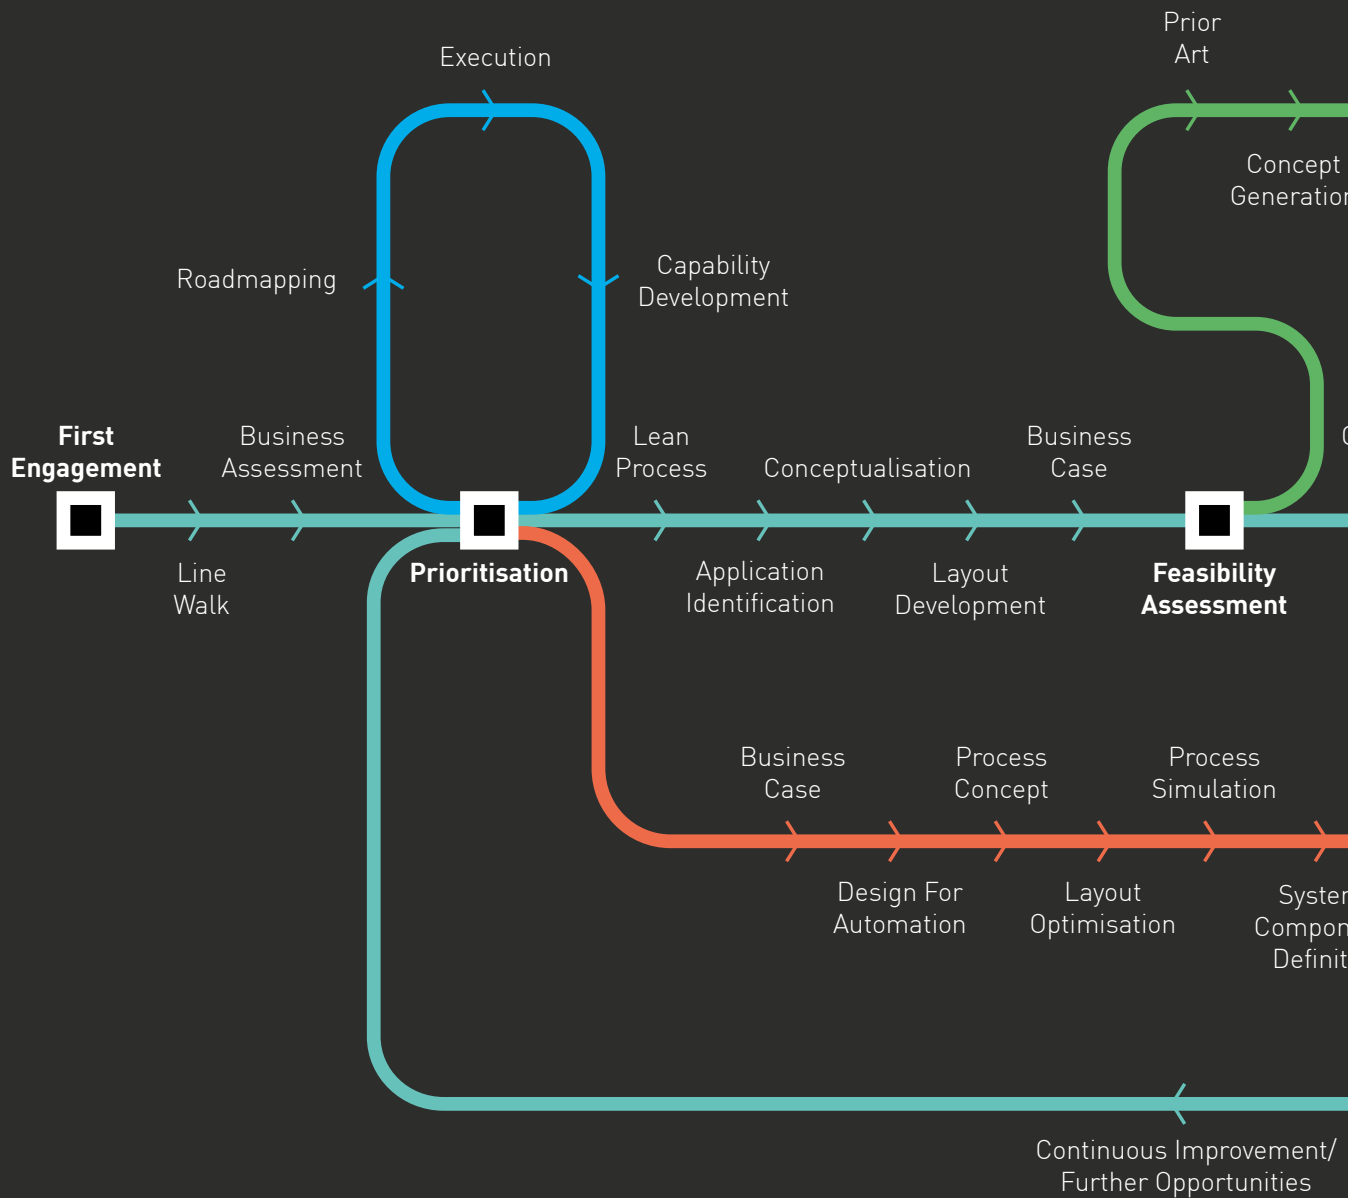 Prior
Art
Execution
Concept
Capability
Development
Roadmapping
First
Engagement
Business
Assessment
Lean
Process
Conceptualisation
Business
Case
Line
Walk
Prioritisation
Application
Identification
Layout
Development
Feasibility
Assessment
Business
Case
Process
Concept
Process
Simulation
Design For
Automation
Layout
Optimisation
Continuous Improvement/
Further Opportunities